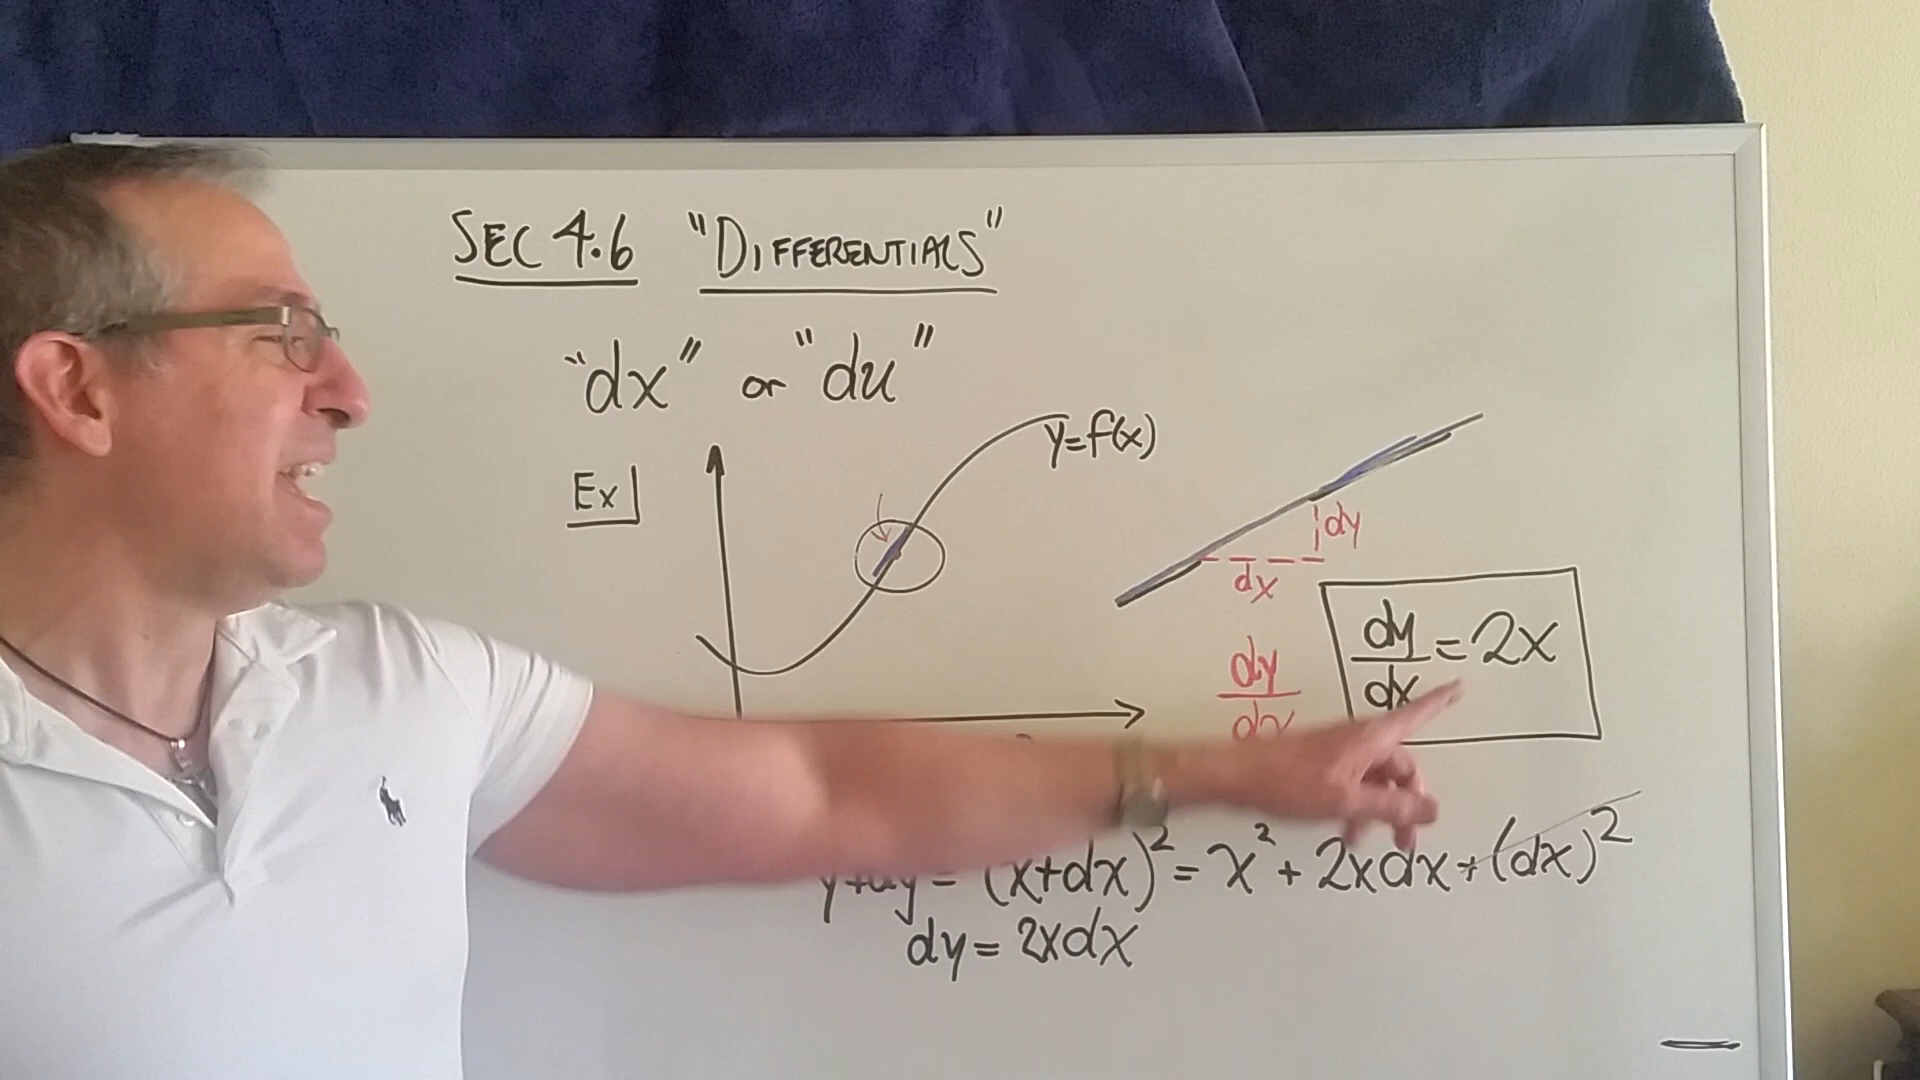 SEC 4.6 "DIFFERENTIALS"
"dx" or "du"
Ex
y=f(x)
dy
dx
dy
dx
dy/dx = 2x
y+dy = (x+dx)² = x² + 2xdx + (dx)²
dy = 2xdx